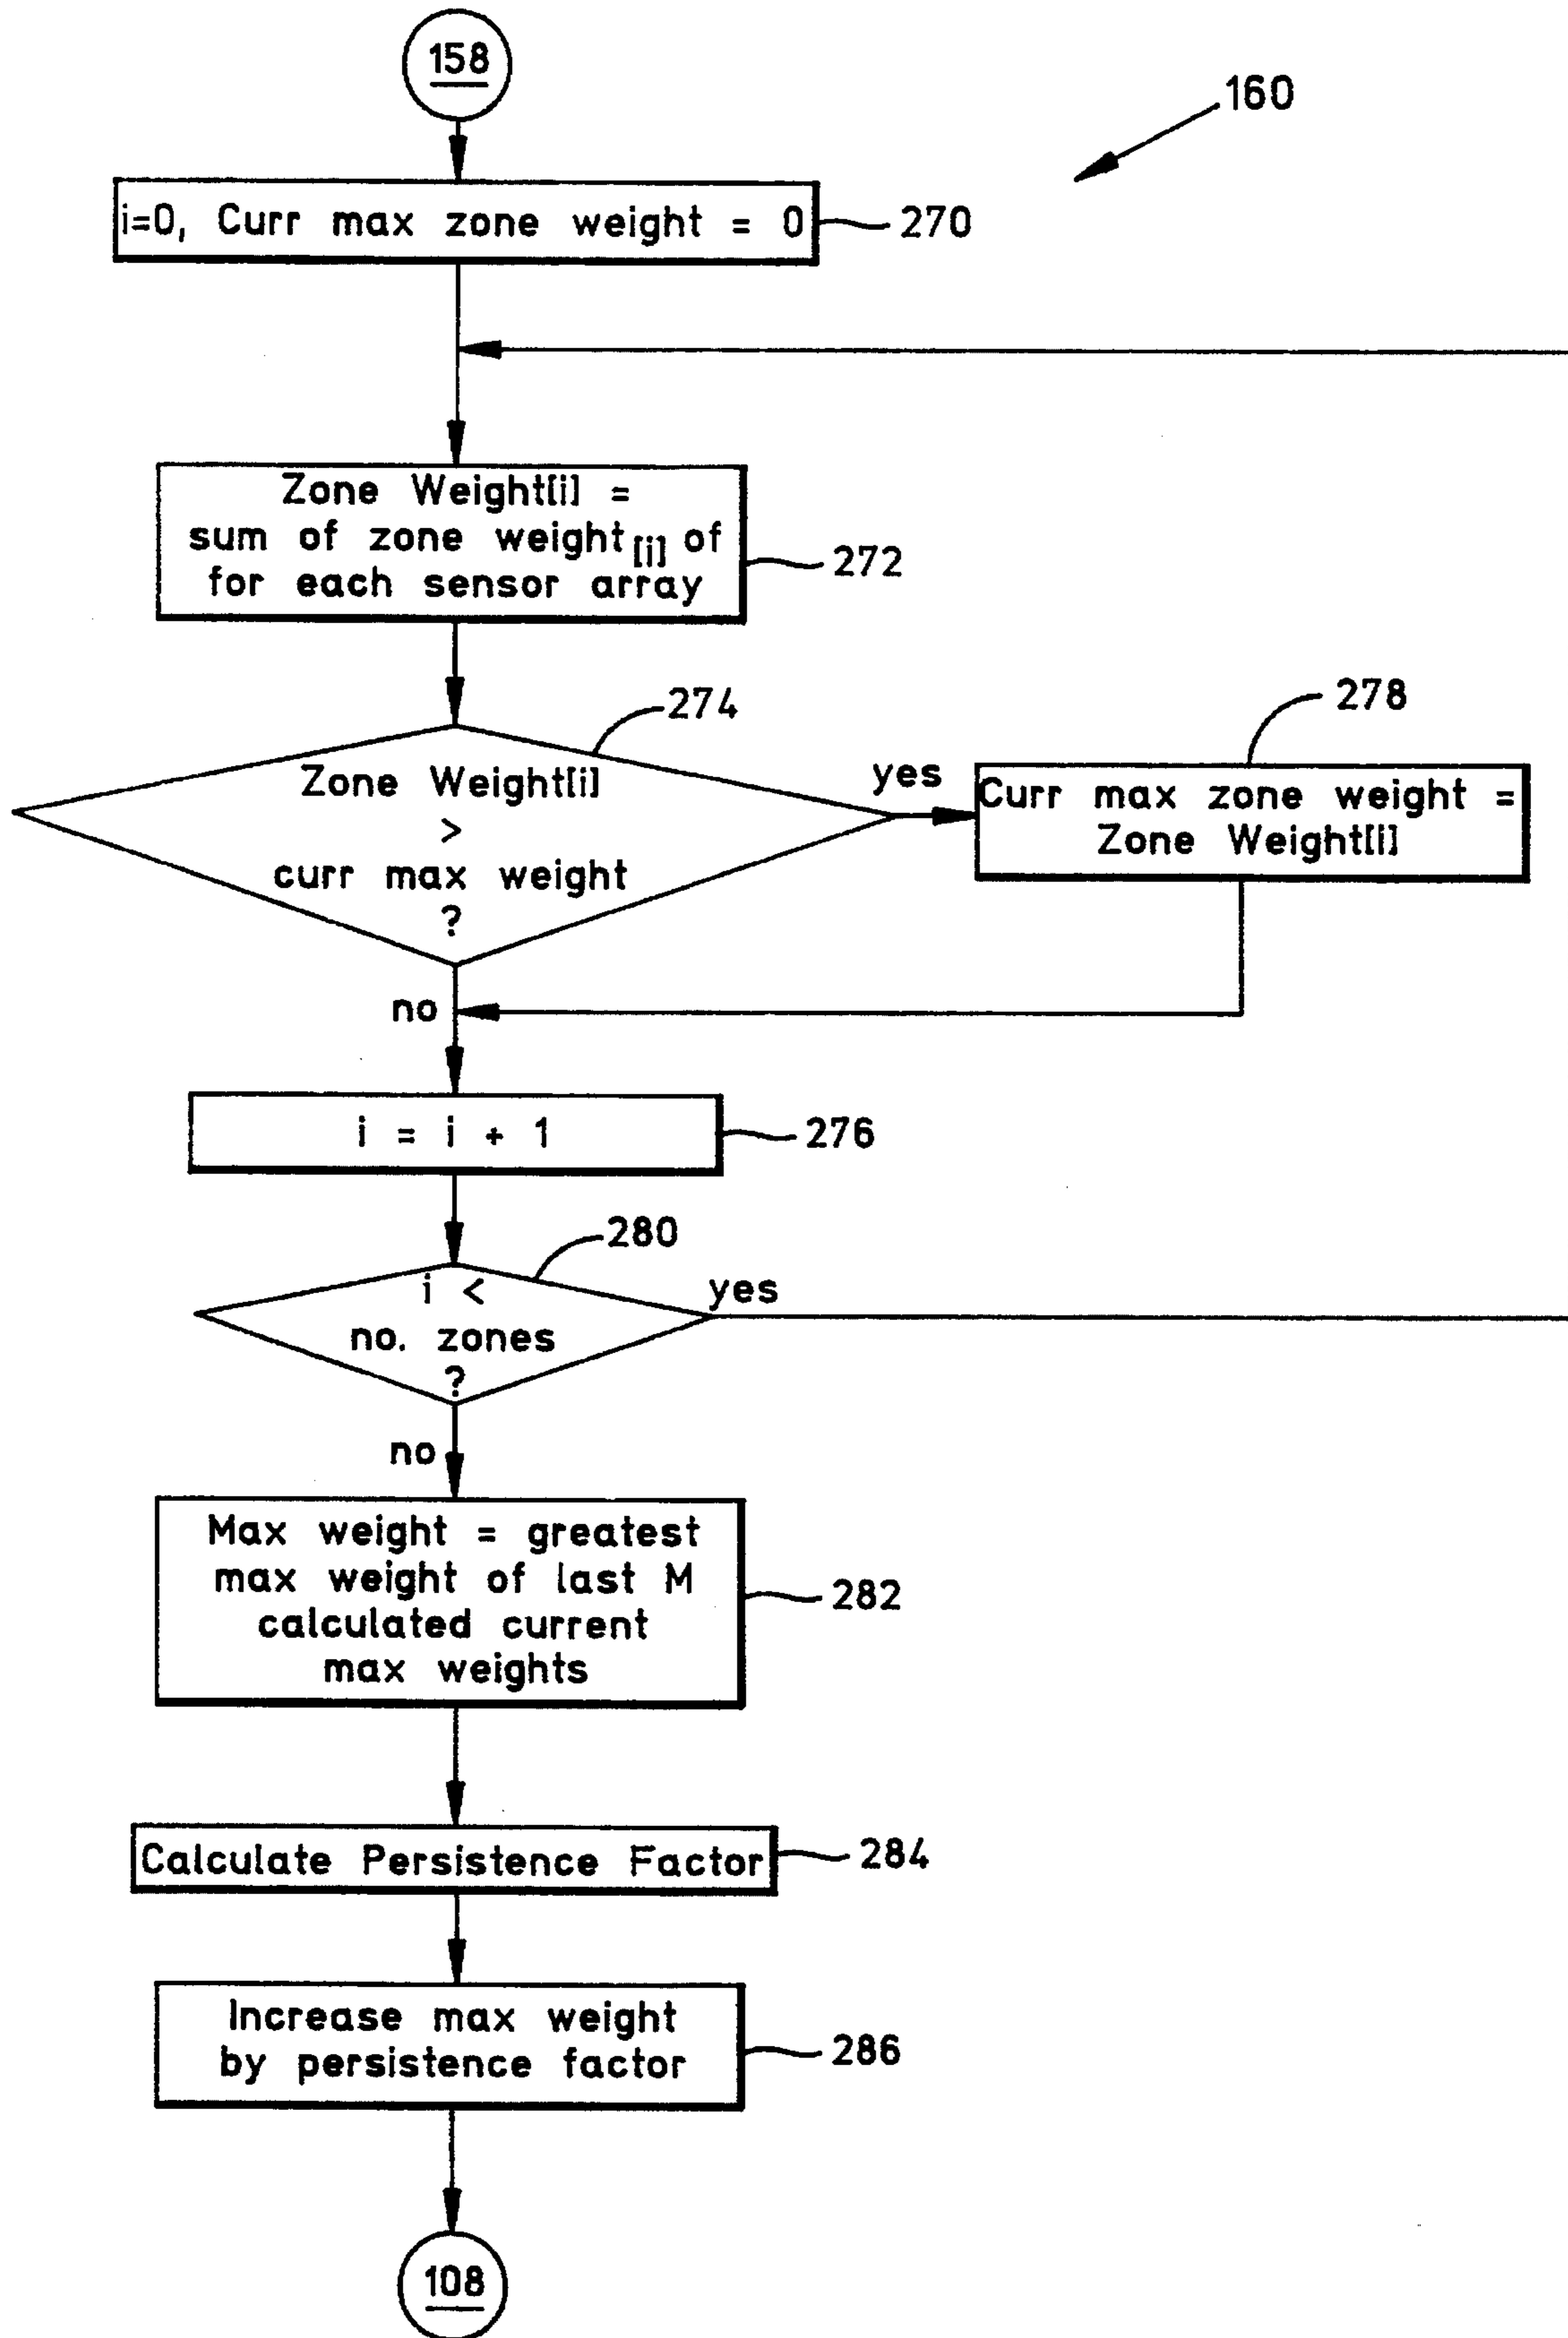 158
160
i=0, Curr max zone weight = 0
270
Zone Weight[i] =
sum of zone weight[i] of
for each sensor array
272
274
Zone Weight[i]
>
curr max weight
?
yes
278
Curr max zone weight =
Zone Weight[i]
no
i = i + 1
276
280
i <
no. zones
?
yes
no
Max weight = greatest
max weight of last M
calculated current
max weights
282
Calculate Persistence Factor
284
Increase max weight
by persistence factor
286
108